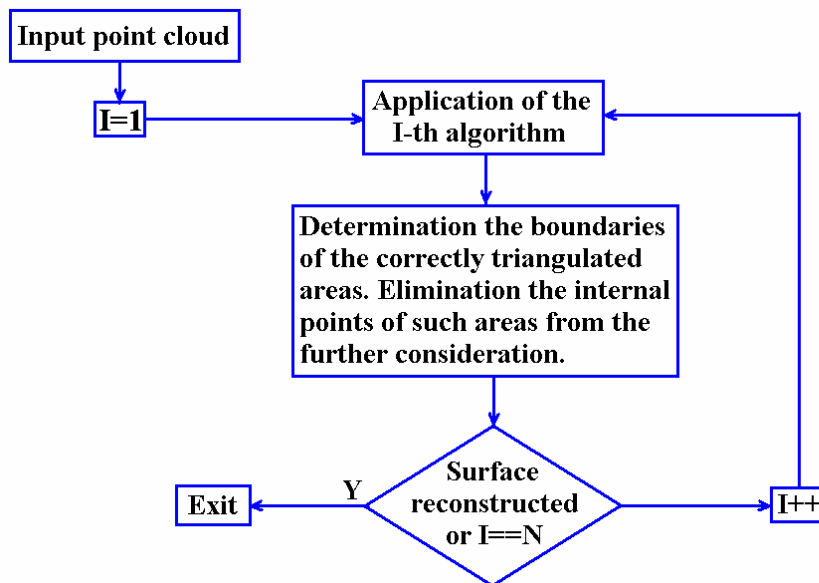 Input point cloud
I=1
Application of the
I-th algorithm
Determination the boundaries
of the correctly triangulated
areas. Elimination the internal
points of such areas from the
further consideration.
Surface
reconstructed
or I==N
Y
Exit
I++